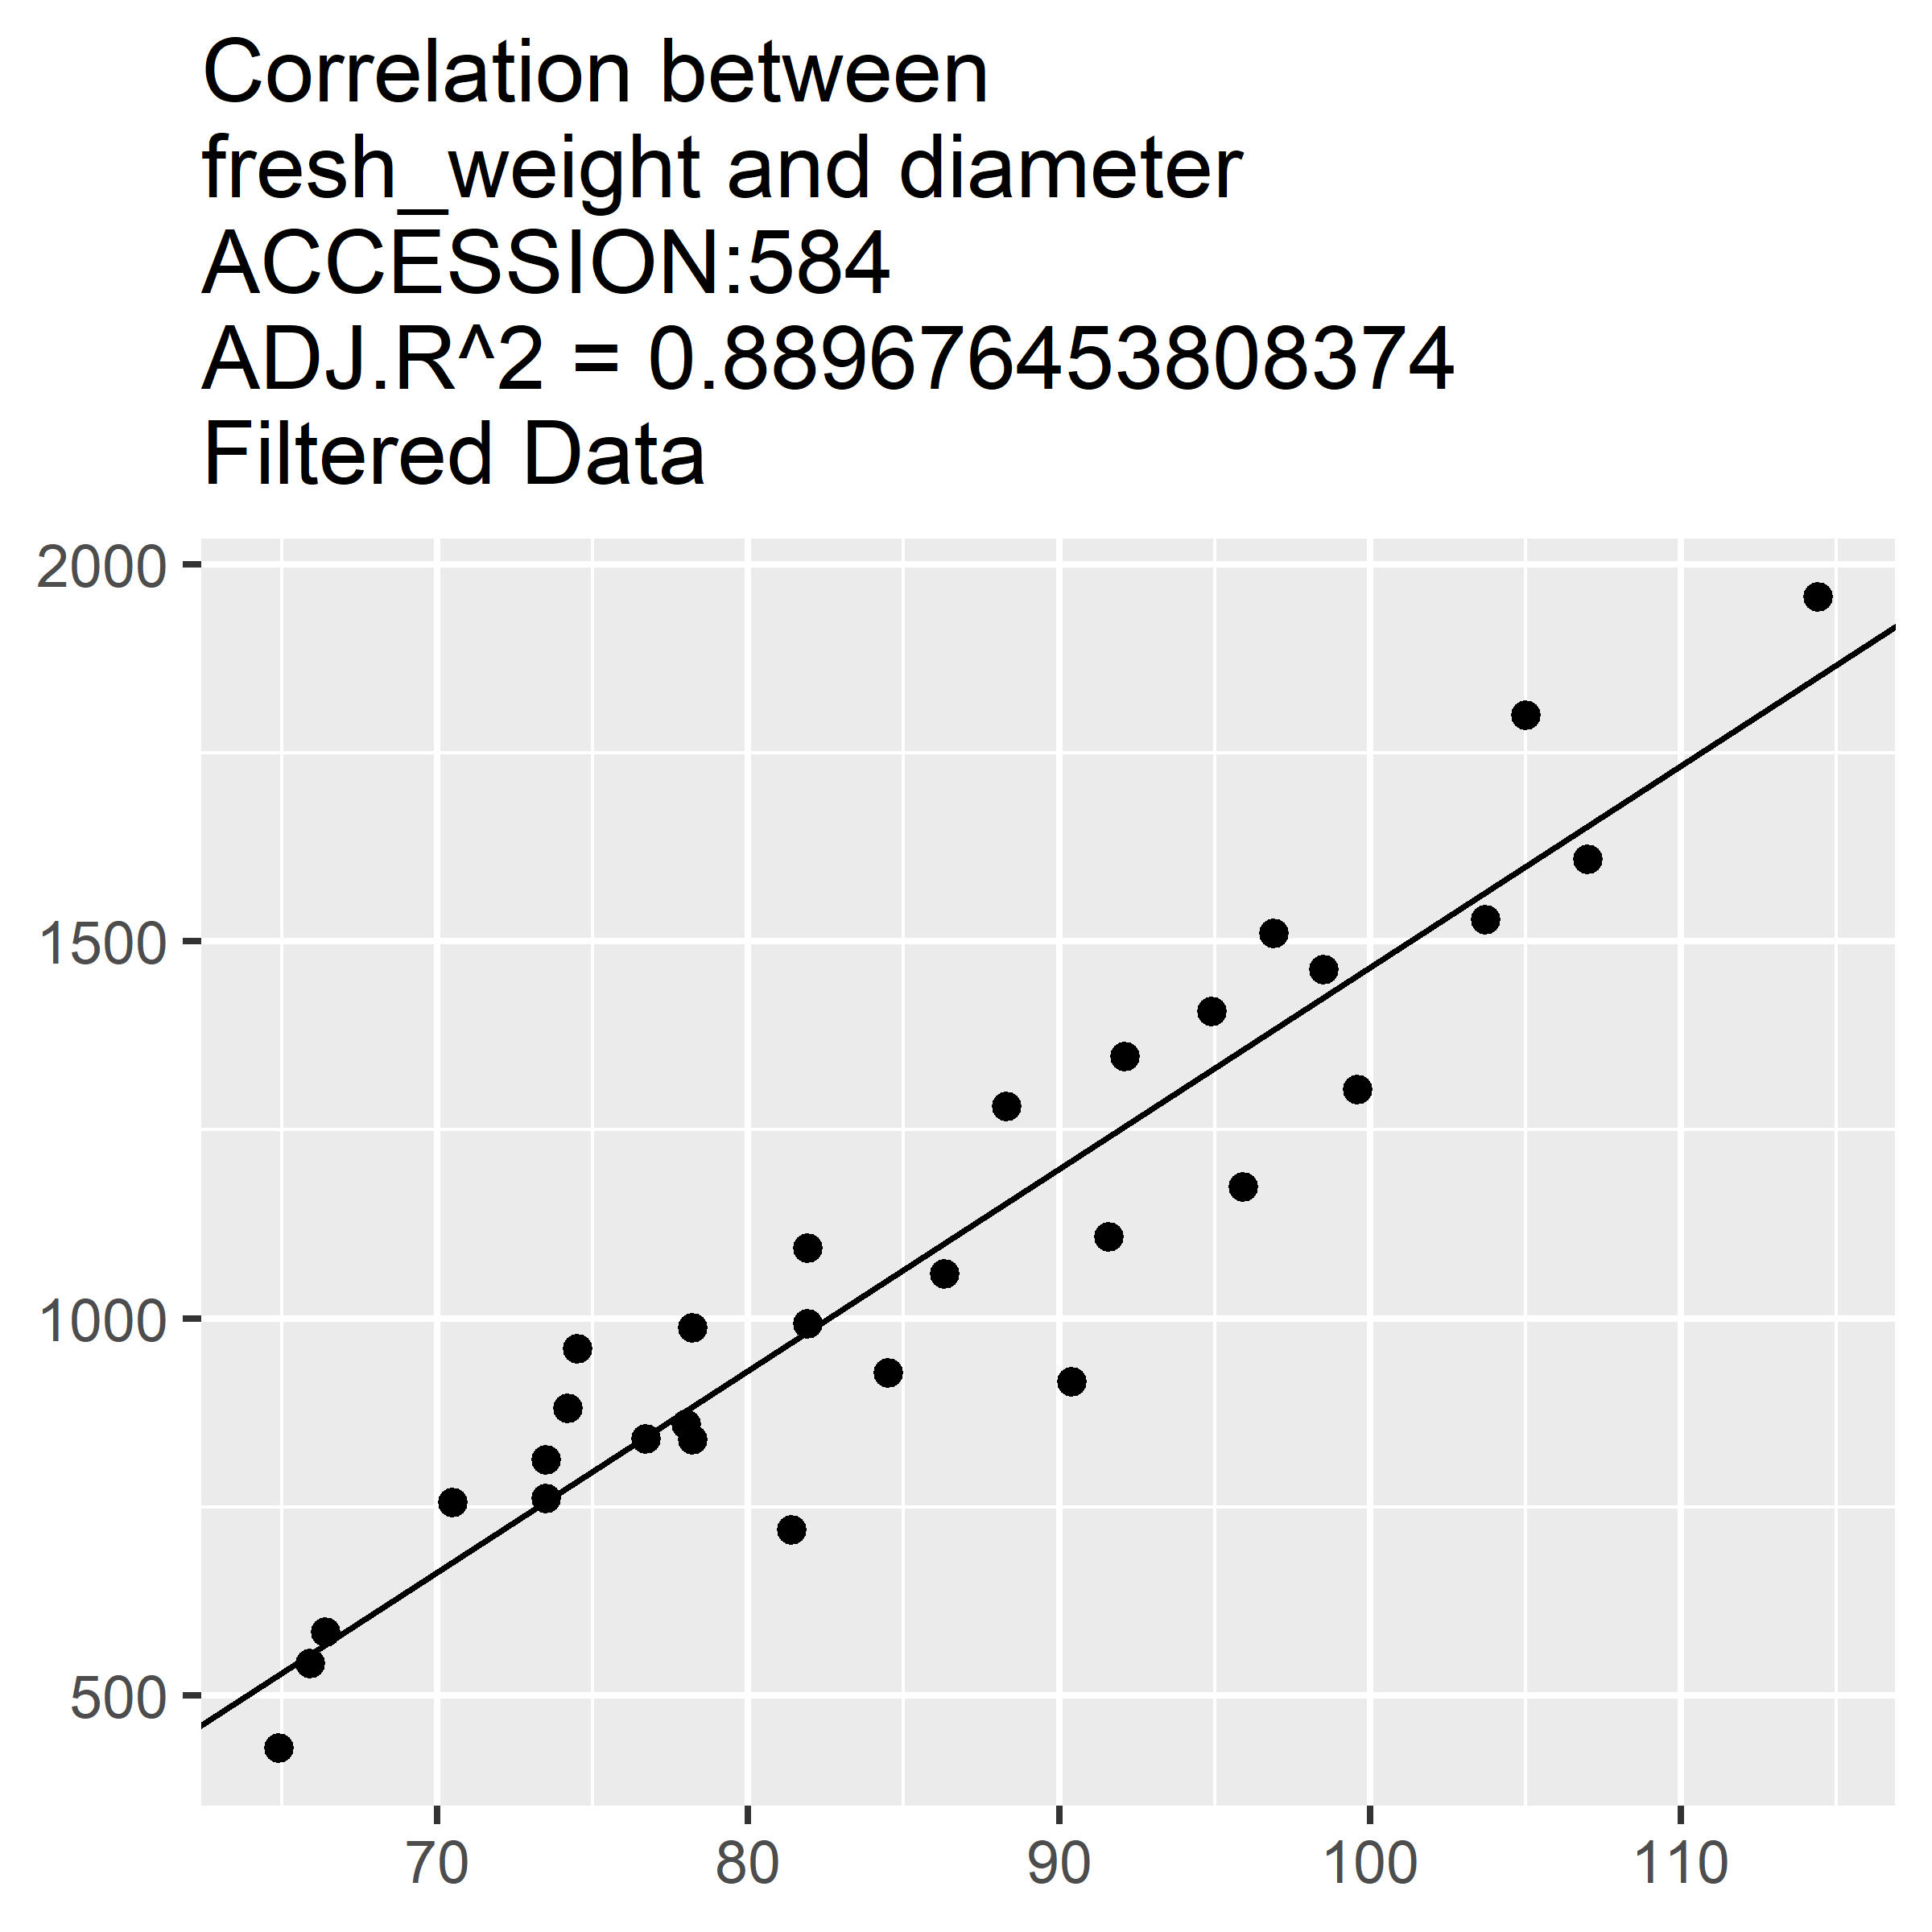 Correlation between
fresh_weight and diameter
ACCESSION:584
ADJ.R^2 = 0.889676453808374
Filtered Data
2000
1500
1000
500
70 80 90 100 110